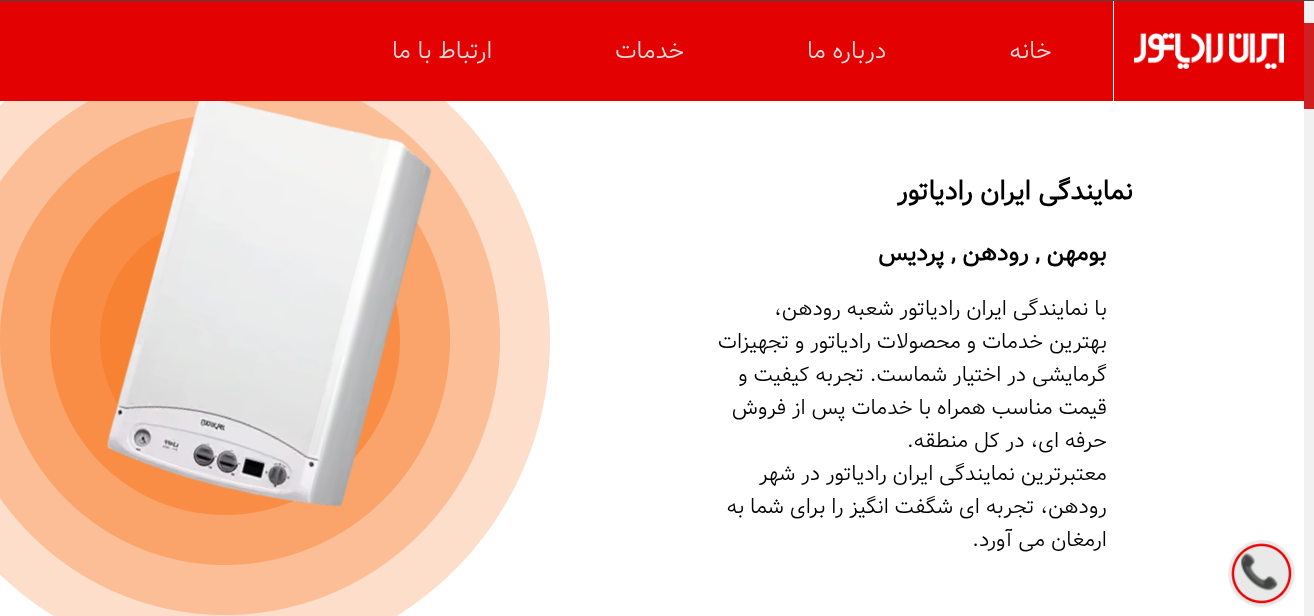 ایران رادیاتور
خانه
درباره ما
خدمات
ارتباط با ما
نمایندگی ایران رادیاتور
بومهن , رودهن , پردیس
با نمایندگی ایران رادیاتور شعبه رودهن،
بهترین خدمات و محصولات رادیاتور و تجهیزات
گرمایشی در اختیار شماست. تجربه کیفیت و
قیمت مناسب همراه با خدمات پس از فروش
حرفه ای، در کل منطقه.
معتبرترین نمایندگی ایران رادیاتور در شهر
رودهن، تجربه ای شگفت انگیز را برای شما به
ارمغان می آورد.